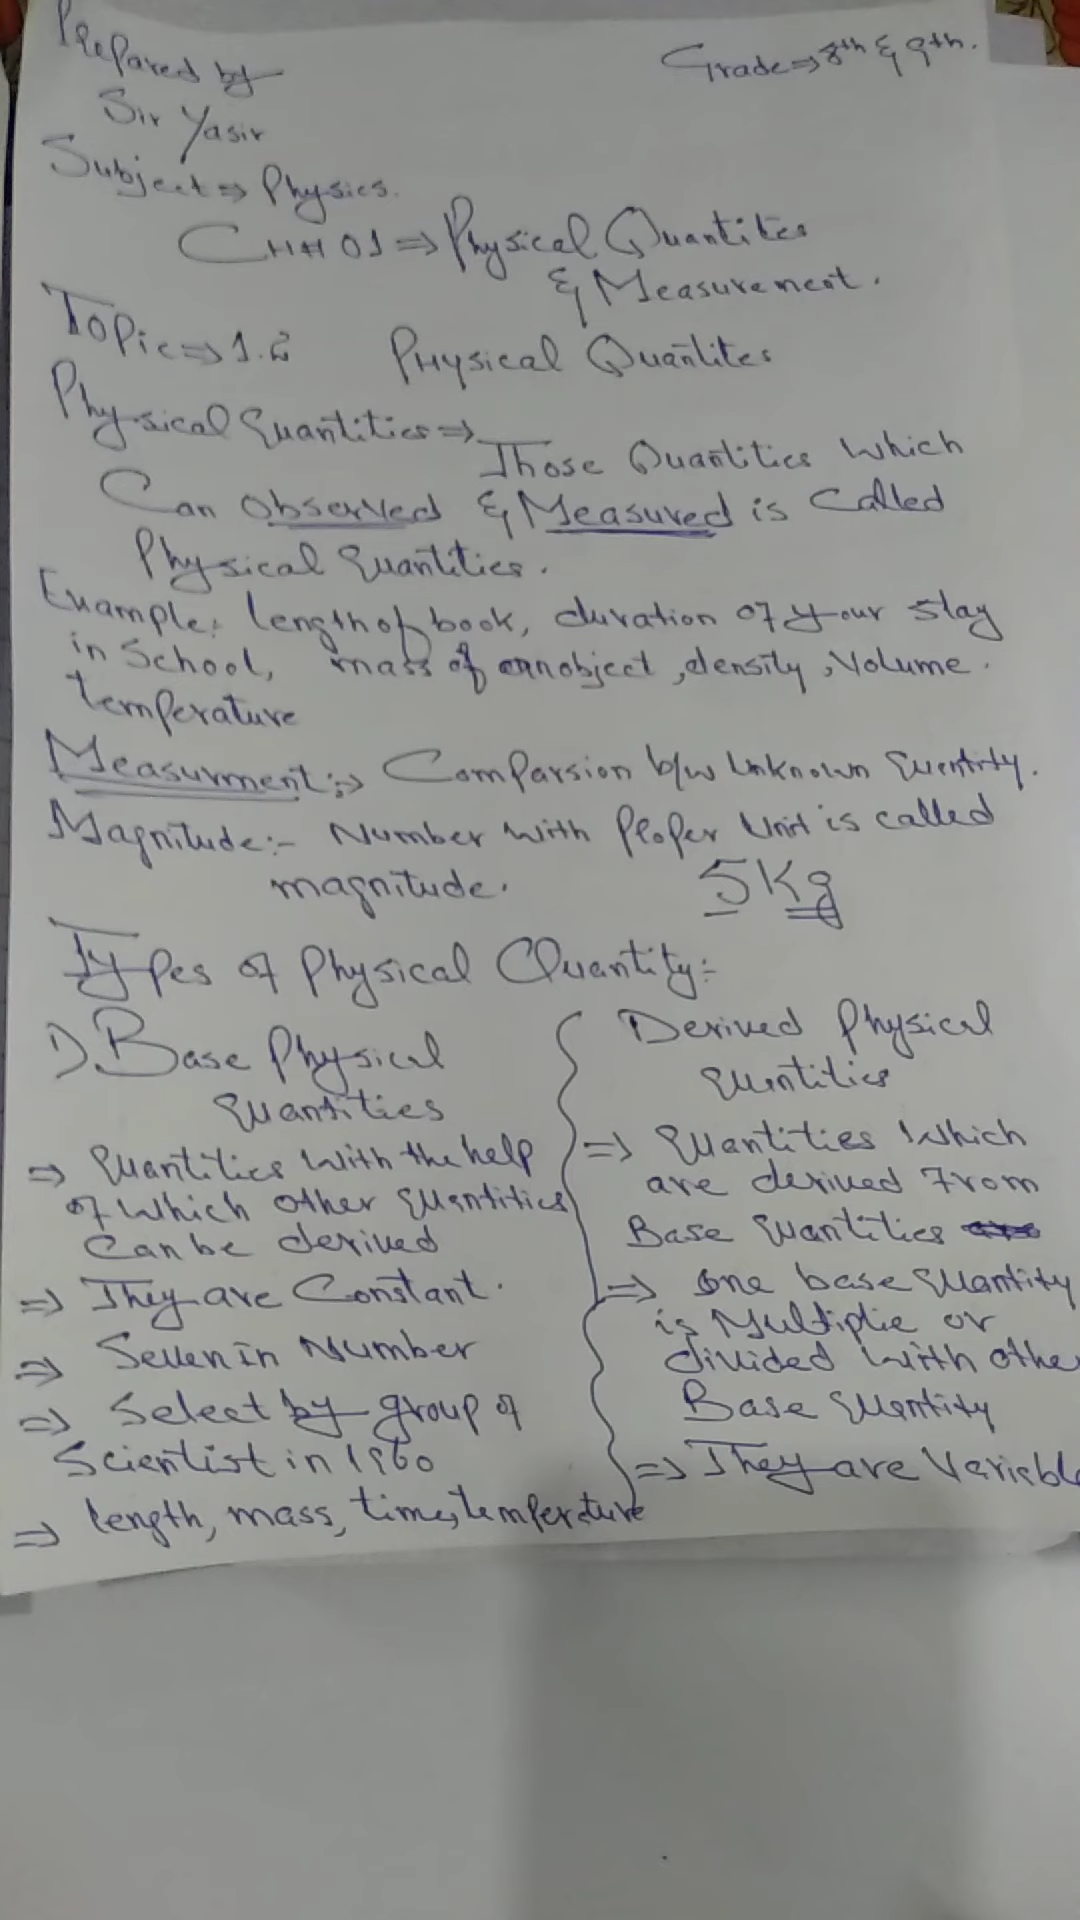 Prepared by
Sir Yasir
Grade => 8th & 9th.
Subject => Physics.
CH # 01 => Physical Quantites
& Measurement.
Topic => 1.2 PHysical Quantites
Physical Quantities =>
Those Quantities which
Can Observed & Measured is Called
Physical Quantities.
Example: length of book, duration of your stay
in School, mass of an object, density, Volume.
temperature
Measurment :=> Comparsion b/w Unknown Quentity.
Magnitude:- Number with Proper Unit is called
magnitude. 5Kg
Types of Physical Quantity:-
1) Base Physical
Quantities
=> Quantities with the help
of which other quantities
Can be derived
=> They are Constant.
=> Seven in Number
=> Select by group of
Scientist in 1960
=> length, mass, time, temperature
Derived Physical
Quantities
=> Quantities which
are derived from
Base Quantities
=> One base Quantity
is Multiplie or
divided with othe
Base Quantity
=> They are Variable